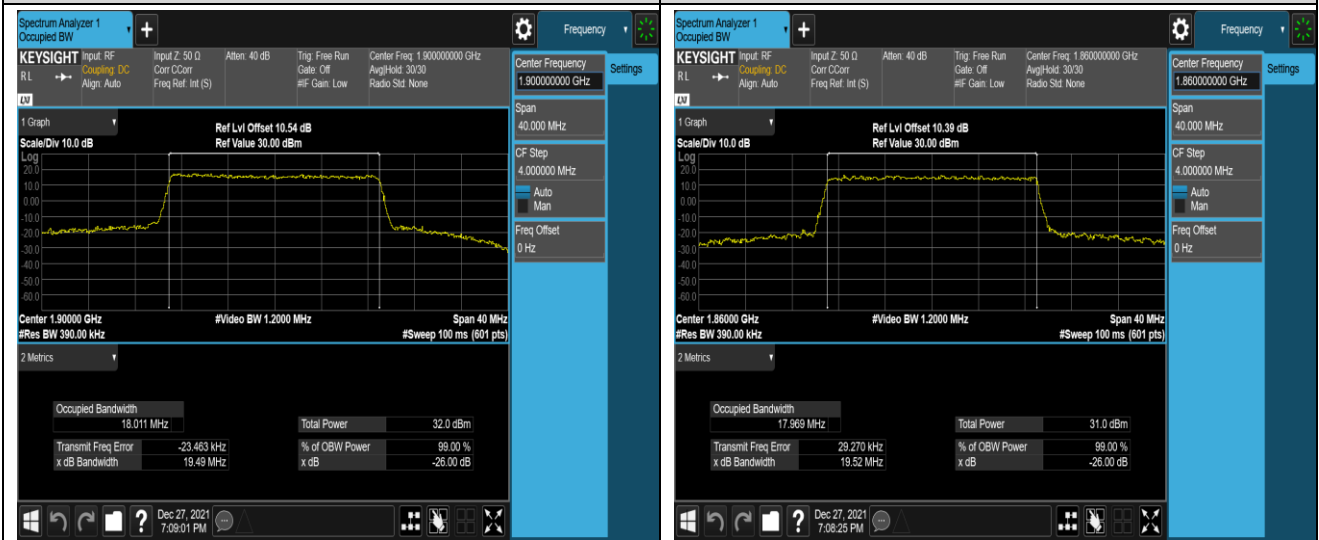 Spectrum Analyzer 1
Occupied BW
+
Frequency
KEYSIGHT
Input: RF
Input Z: 50 Ω
Atten: 40 dB
Trig: Free Run
Center Freq: 1.900000000 GHz
RL
Coupling: DC
Corr CCorr
Gate: Off
Avg|Hold: 30/30
Align: Auto
Freq Ref: Int (S)
#IF Gain: Low
Radio Std: None
LXI
Center Frequency
1.900000000 GHz
Settings
Span
40.000 MHz
CF Step
4.000000 MHz
Auto
Man
Freq Offset
0 Hz
1 Graph
Ref Lvl Offset 10.54 dB
Scale/Div 10.0 dB
Ref Value 30.00 dBm
Log
20.0
10.0
0.00
-10.0
-20.0
-30.0
-40.0
-50.0
-60.0
Center 1.90000 GHz
#Video BW 1.2000 MHz
Span 40 MHz
#Res BW 390.00 kHz
#Sweep 100 ms (601 pts)
2 Metrics
Occupied Bandwidth
18.011 MHz
Total Power
32.0 dBm
Transmit Freq Error
-23.463 kHz
% of OBW Power
99.00 %
x dB Bandwidth
19.49 MHz
x dB
-26.00 dB
?
Dec 27, 2021
7:09:01 PM
Spectrum Analyzer 1
Occupied BW
+
Frequency
KEYSIGHT
Input: RF
Input Z: 50 Ω
Atten: 40 dB
Trig: Free Run
Center Freq: 1.860000000 GHz
RL
Coupling: DC
Corr CCorr
Gate: Off
Avg|Hold: 30/30
Align: Auto
Freq Ref: Int (S)
#IF Gain: Low
Radio Std: None
LXI
Center Frequency
1.860000000 GHz
Settings
Span
40.000 MHz
CF Step
4.000000 MHz
Auto
Man
Freq Offset
0 Hz
1 Graph
Ref Lvl Offset 10.39 dB
Scale/Div 10.0 dB
Ref Value 30.00 dBm
Log
20.0
10.0
0.00
-10.0
-20.0
-30.0
-40.0
-50.0
-60.0
Center 1.86000 GHz
#Video BW 1.2000 MHz
Span 40 MHz
#Res BW 390.00 kHz
#Sweep 100 ms (601 pts)
2 Metrics
Occupied Bandwidth
17.969 MHz
Total Power
31.0 dBm
Transmit Freq Error
29.270 kHz
% of OBW Power
99.00 %
x dB Bandwidth
19.52 MHz
x dB
-26.00 dB
?
Dec 27, 2021
7:08:25 PM